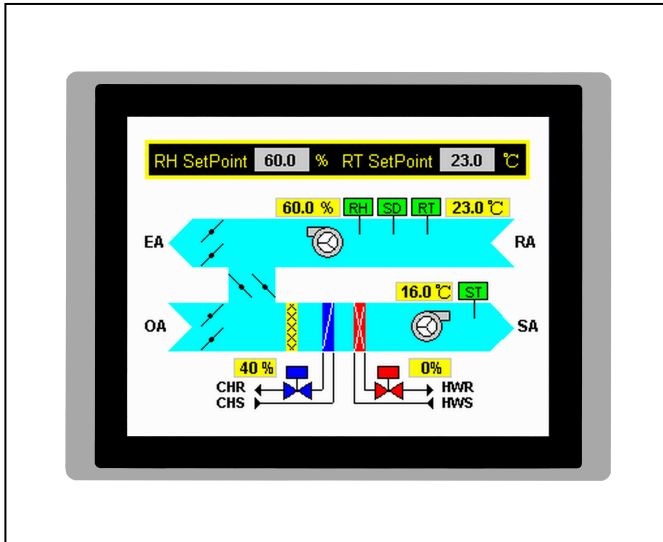 RH SetPoint 60.0 % RT SetPoint 23.0 ℃
60.0 % RH SD RT 23.0 ℃
EA RA
16.0 ℃ ST
OA SA
40 % 0%
CHR HWR
CHS HWS